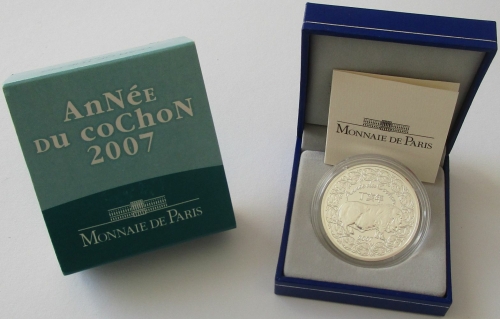 AnNée
Du coChoN
2007
MONNAIE DE PARIS
MONNAIE DE PARIS